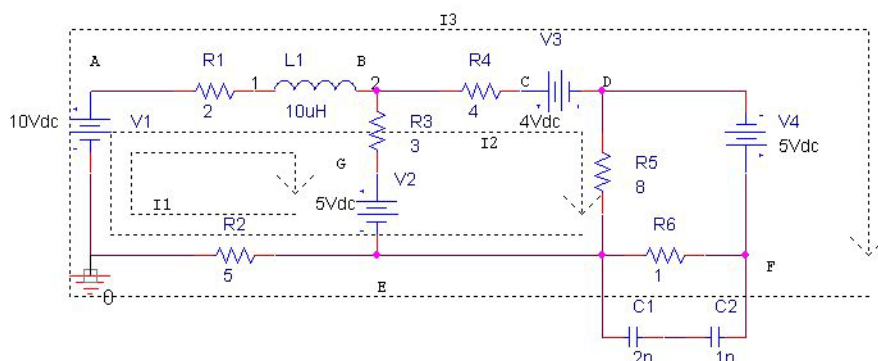 I3
A R1 L1 B R4 V3
1 2 C D
2 10uH 4 4Vdc
10Vdc V1 R3 V4
3 I2 5Vdc
G V2 R5
5Vdc 8
I1 R2 R6
5 1 F
0 E C1 C2
2n 1n